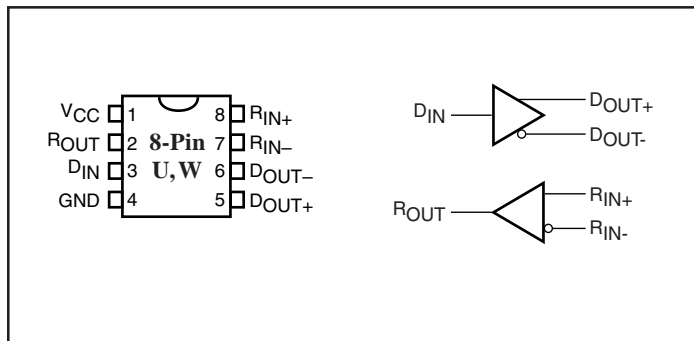 VCC 1 8 RIN+
ROUT 2 8-Pin 7 RIN–
DIN 3 U, W 6 DOUT–
GND 4 5 DOUT+
DIN
DOUT+
DOUT-
ROUT
RIN+
RIN-